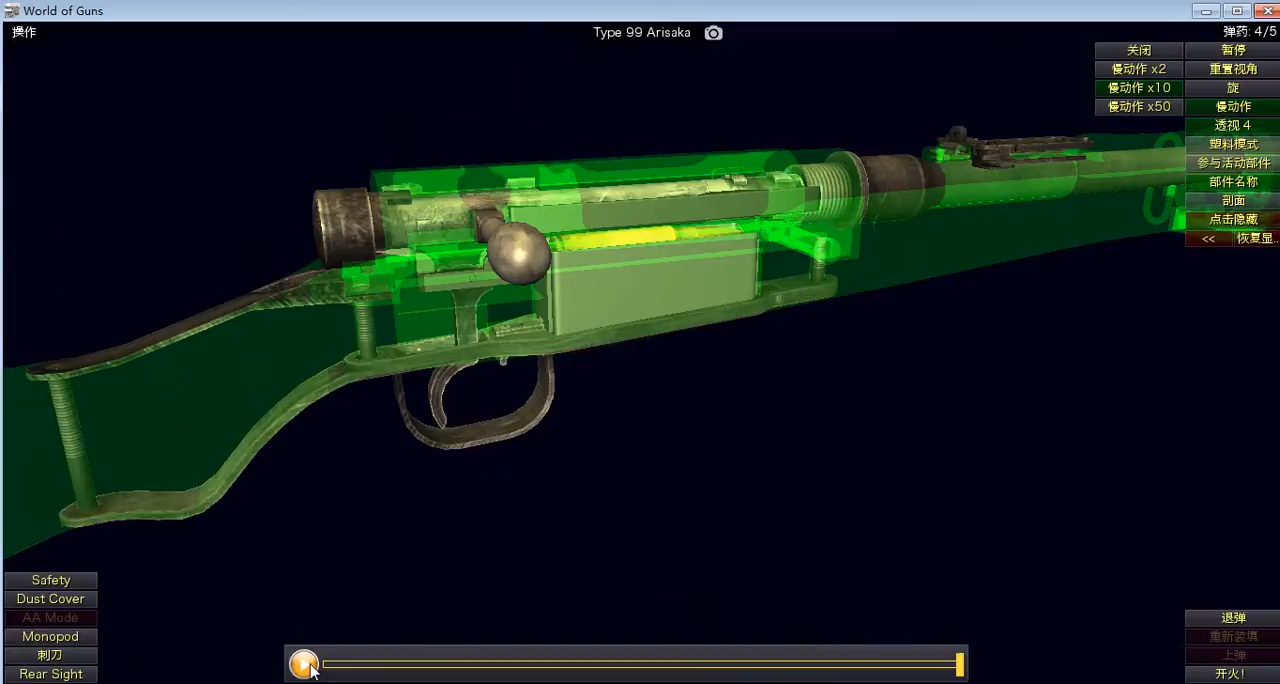 World of Guns
操作
Type 99 Arisaka
弹药: 4/5
关闭
暂停
慢动作 x2
重置视角
慢动作 x10
旋
慢动作 x50
慢动作
透视 4
塑料模式
参与活动部件
部件名称
剖面
点击隐藏
<<
恢复显..
Safety
Dust Cover
AA Mode
Monopod
刺刀
Rear Sight
退弹
重新装填
上弹
开火!